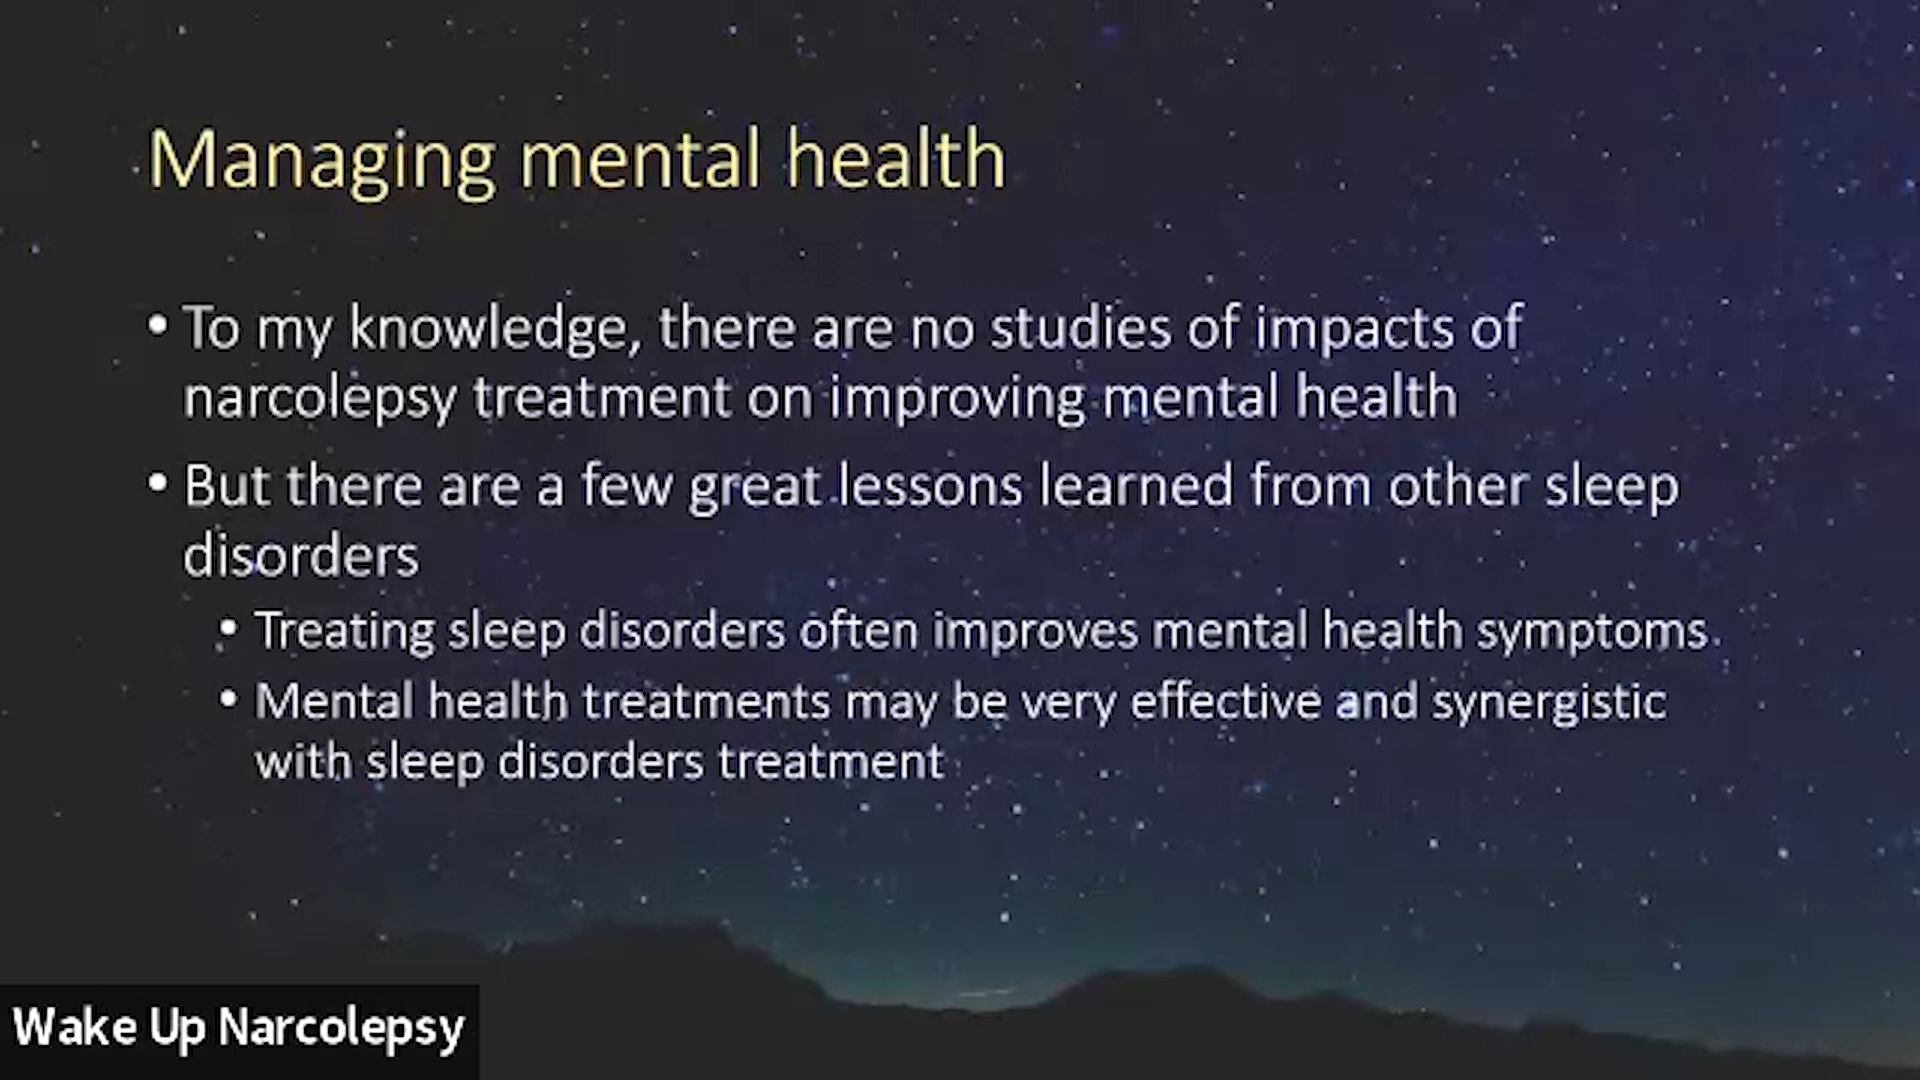 Managing mental health
• To my knowledge, there are no studies of impacts of
narcolepsy treatment on improving mental health
• But there are a few great lessons learned from other sleep
disorders
• Treating sleep disorders often improves mental health symptoms
• Mental health treatments may be very effective and synergistic
with sleep disorders treatment
Wake Up Narcolepsy